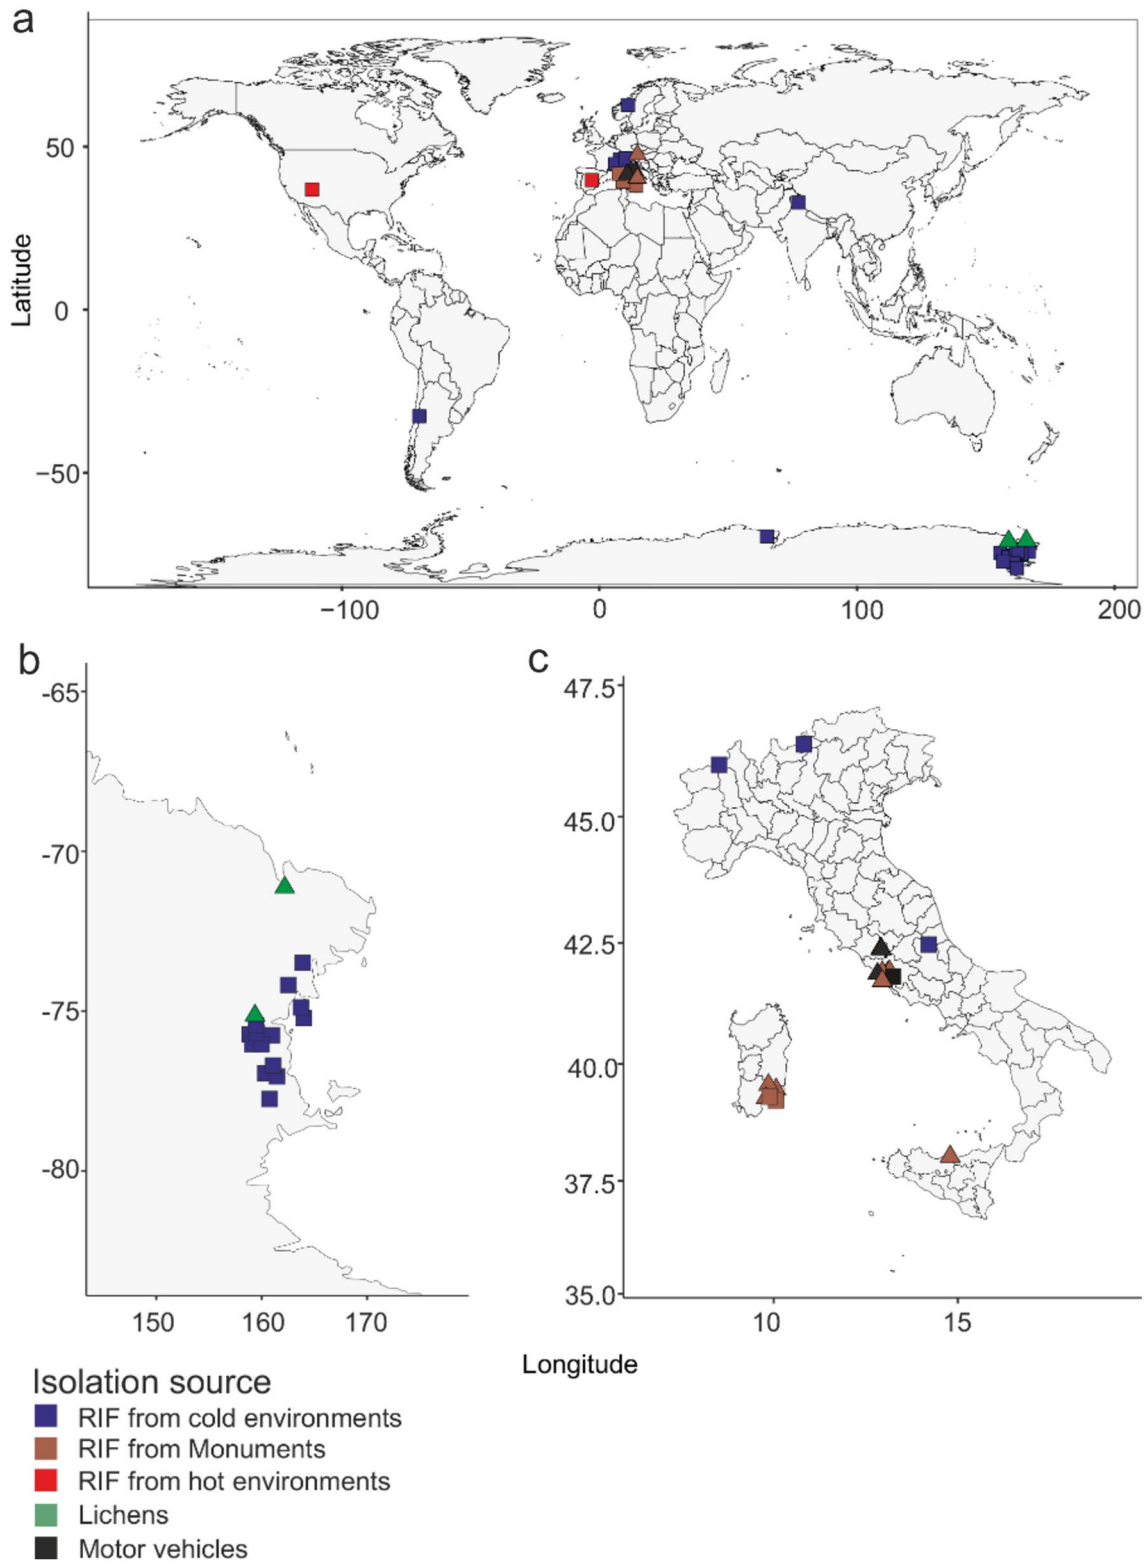 a
50
0
−50
Latitude
−100
0
100
200
b
-65
-70
-75
-80
150
160
170
c
47.5
45.0
42.5
40.0
37.5
35.0
10
15
Longitude
Isolation source
RIF from cold environments
RIF from Monuments
RIF from hot environments
Lichens
Motor vehicles